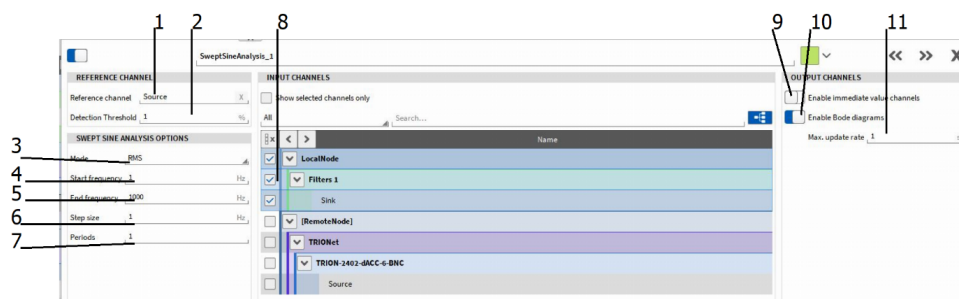 1 2 8 9 10 11
SweptSineAnalysis_1
REFERENCE CHANNEL
Reference channel Source X
Detection Threshold 1 %
SWEPT SINE ANALYSIS OPTIONS
3 Mode RMS
4 Start frequency 1 Hz
5 End frequency 1000 Hz
6 Step size 1 Hz
7 Periods 1
INPUT CHANNELS
Show selected channels only
All Search....
Name
LocalNode
Filters 1
Sink
[RemoteNode]
TRIONet
TRION-2402-dACC-6-BNC
Source
OUTPUT CHANNELS
Enable immediate value channels
Enable Bode diagrams
Max. update rate 1